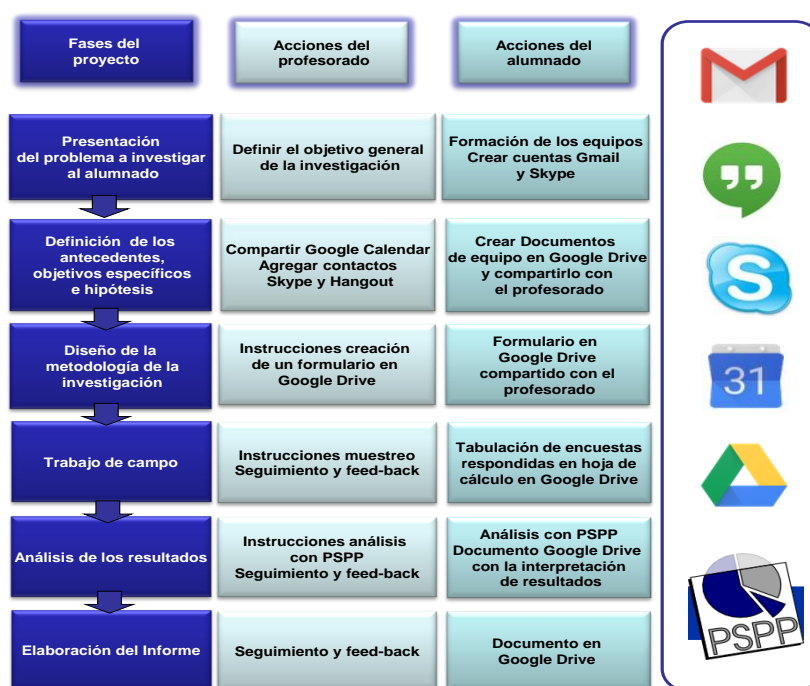 Fases del
proyecto
Acciones del
profesorado
Acciones del
alumnado
Presentación
del problema a investigar
al alumnado
Definir el objetivo general
de la investigación
Formación de los equipos
Crear cuentas Gmail
y Skype
Definición de los
antecedentes,
objetivos específicos
e hipótesis
Compartir Google Calendar
Agregar contactos
Skype y Hangout
Crear Documentos
de equipo en Google Drive
y compartirlo con
el profesorado
Diseño de la
metodología de la
investigación
Instrucciones creación
de un formulario en
Google Drive
Formulario en
Google Drive
compartido con el
profesorado
Trabajo de campo
Instrucciones muestreo
Seguimiento y feed-back
Tabulación de encuestas
respondidas en hoja de
cálculo en Google Drive
Análisis de los resultados
Instrucciones análisis
con PSPP
Seguimiento y feed-back
Análisis con PSPP
Documento Google Drive
con la interpretación
de resultados
Elaboración del Informe
Seguimiento y feed-back
Documento en
Google Drive
S
31
PSPP